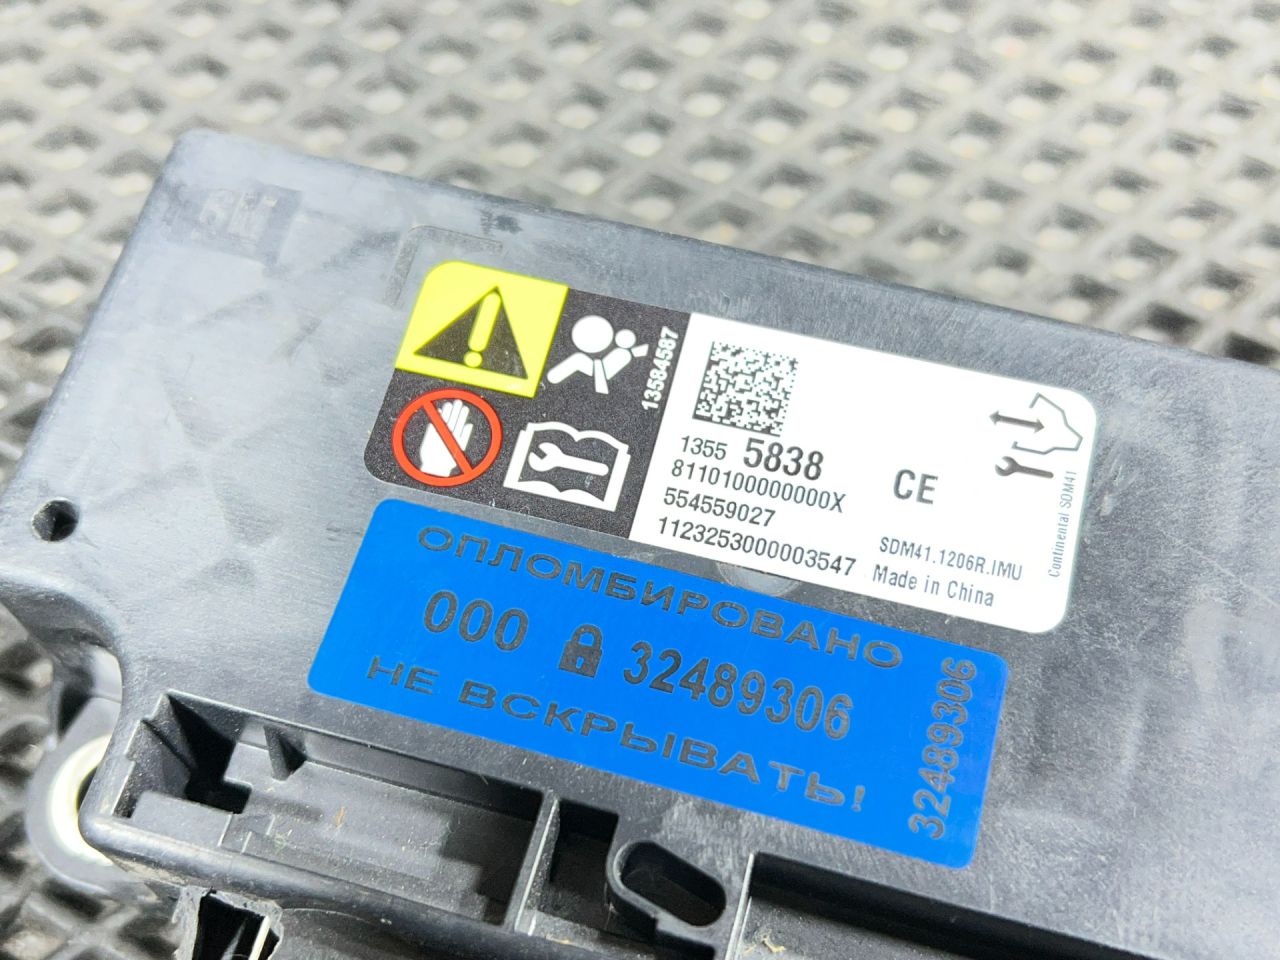 GM
13584587
1355 5838
8110100000000X
554559027
1123253000003547
CE
SDM41.1206R.IMU
Made in China
Continental SDM41
ОПЛОМБИРОВАНО
000 32489306
НЕ ВСКРЫВАТЬ!
32489306